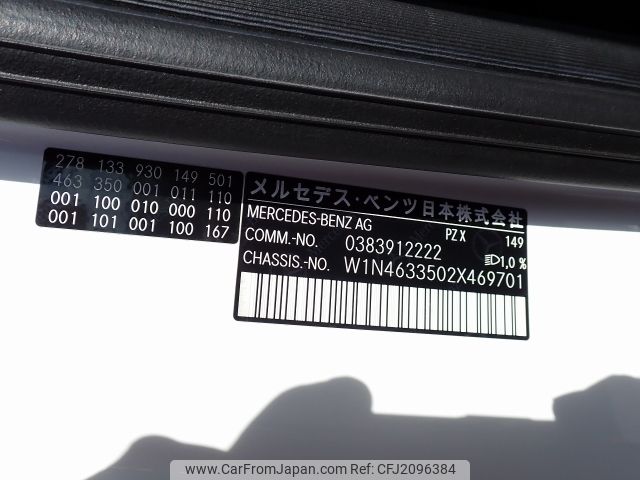 278 133 930 149 501
463 350 001 011 110
001 100 010 000 110
001 101 001 100 167
メルセデス・ベンツ日本株式会社
MERCEDES-BENZ AG
PZX 149
COMM.-NO. 0383912222
1,0 %
CHASSIS.-NO. W1N4633502X469701
www.CarFromJapan.com - ID: CFJ2096384